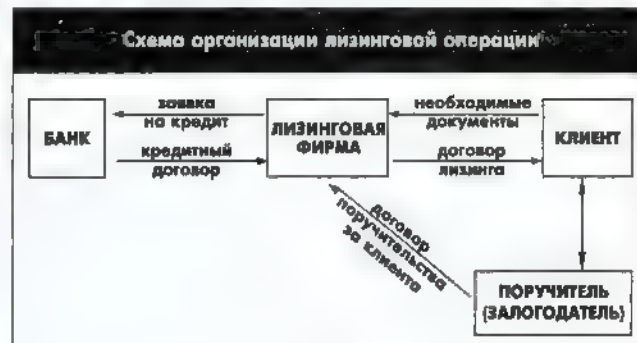 Схема организации лизинговой операции
заявка
на кредит
необходимые
документы
БАНК
ЛИЗИНГОВАЯ
ФИРМА
КЛИЕНТ
кредитный
договор
договор
лизинга
договор
поручительства
за клиента
ПОРУЧИТЕЛЬ
(ЗАЛОГОДАТЕЛЬ)